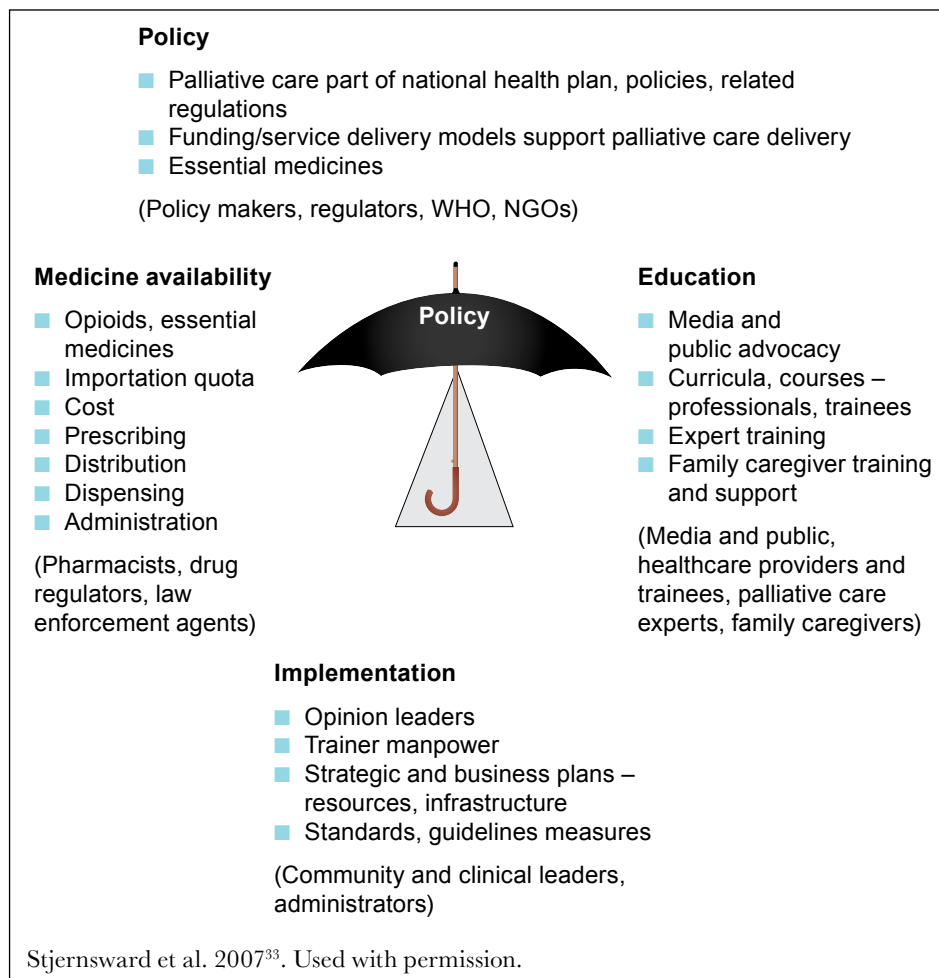 Policy
■ Palliative care part of national health plan, policies, related
regulations
■ Funding/service delivery models support palliative care delivery
■ Essential medicines
(Policy makers, regulators, WHO, NGOs)
Medicine availability
■ Opioids, essential
medicines
■ Importation quota
■ Cost
■ Prescribing
■ Distribution
■ Dispensing
■ Administration
(Pharmacists, drug
regulators, law
enforcement agents)
Policy
Education
■ Media and
public advocacy
■ Curricula, courses –
professionals, trainees
■ Expert training
■ Family caregiver training
and support
(Media and public,
healthcare providers and
trainees, palliative care
experts, family caregivers)
Implementation
■ Opinion leaders
■ Trainer manpower
■ Strategic and business plans –
resources, infrastructure
■ Standards, guidelines measures
(Community and clinical leaders,
administrators)
Stjernsward et al. 2007³³. Used with permission.